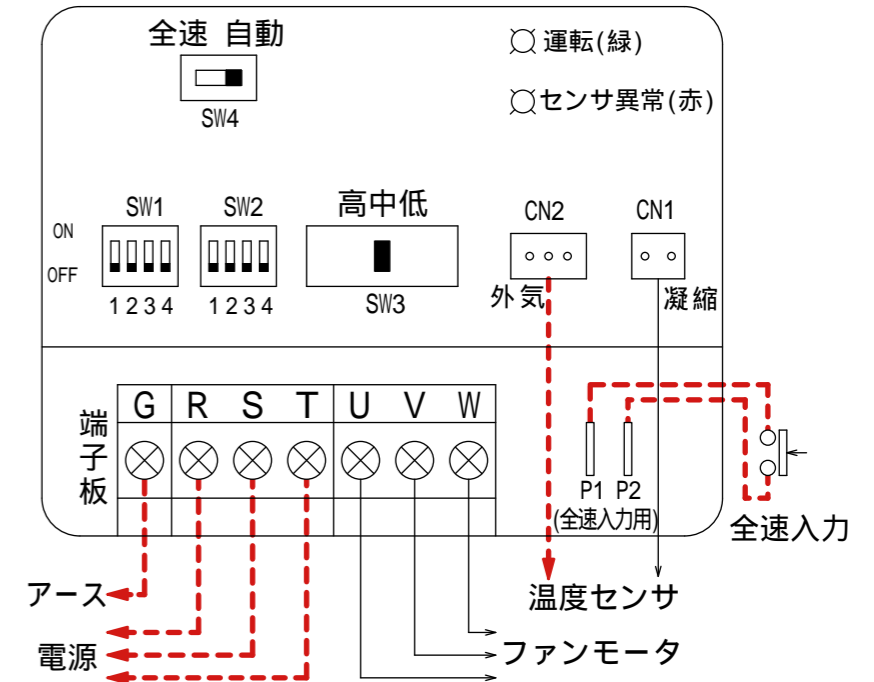 全速 自動
SW4
運転(緑)
センサ異常(赤)
SW1
SW2
高中低
CN2
CN1
ON
OFF
1 2 3 4
1 2 3 4
SW3
外気
凝縮
端子板
G R S T U V W
P1 P2
(全速入力用)
全速入力
アース
温度センサ
電源
ファンモータ